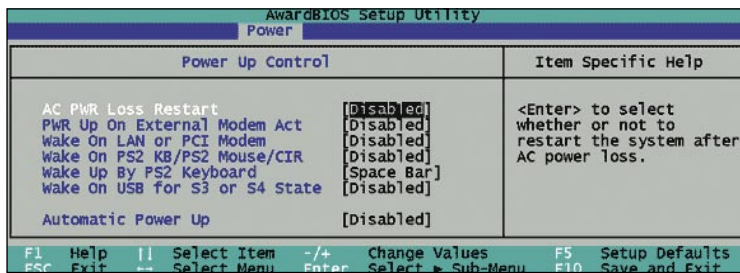 AwardBIOS Setup Utility
Power
Power Up Control
Item Specific Help
AC PWR Loss Restart [Disabled]
PWR Up On External Modem Act [Disabled]
Wake On LAN or PCI Modem [Disabled]
Wake On PS2 KB/PS2 Mouse/CIR [Disabled]
Wake Up By PS2 Keyboard [Space Bar]
Wake On USB for S3 or S4 State [Disabled]
Automatic Power Up [Disabled]
<Enter> to select
whether or not to
restart the system after
AC power loss.
F1 Help ↑↓ Select Item -/+ Change Values F5 Setup Defaults
ESC Exit ←→ Select Menu Enter Select ► Sub-Menu F10 Save and Exit